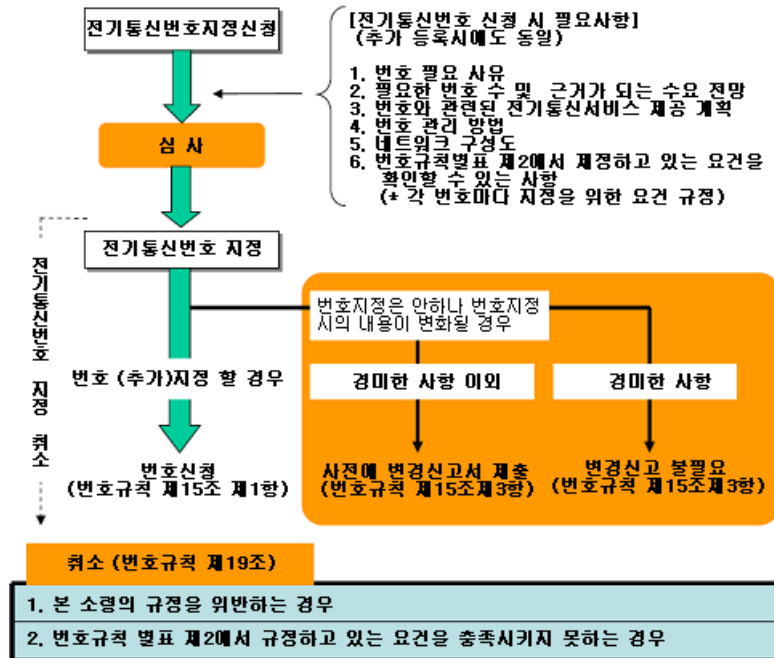 전기통신번호지정신청
[전기통신번호 신청 시 필요사항]
(추가 등록시에도 동일)
1. 번호 필요 사유
2. 필요한 번호 수 및 근거가 되는 수요 전망
3. 번호와 관련된 전기통신서비스 제공 계획
4. 번호 관리 방법
5. 네트워크 구성도
6. 번호규칙별표 제2에서 제정하고 있는 요건을
확인할 수 있는 사항
(* 각 번호마다 지정을 위한 요건 규정)
심 사
전기통신번호 지정
전기통신번호 지정 취소
번호지정은 안하나 번호지정
시의 내용이 변화될 경우
번호 (추가)지정 할 경우
경미한 사항 이외
경미한 사항
번호신청
(번호규칙 제15조 제1항)
사전에 변경신고서 제출
(번호규칙 제15조제3항)
변경신고 불필요
(번호규칙 제15조제3항)
취소 (번호규칙 제19조)
1. 본 소령의 규정을 위반하는 경우
2. 번호규칙 별표 제2에서 규정하고 있는 요건을 충족시키지 못하는 경우